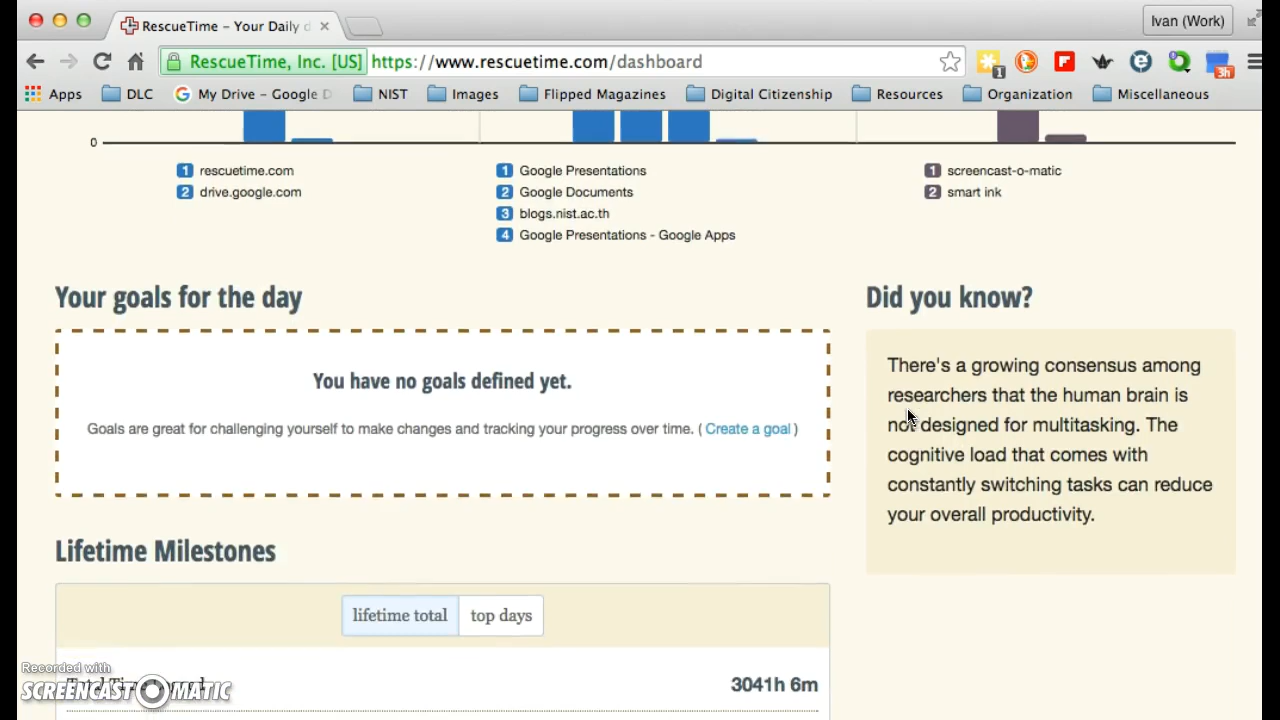 RescueTime - Your Daily d
Ivan (Work)
RescueTime, Inc. [US] https://www.rescuetime.com/dashboard
1
3h
Apps DLC My Drive - Google D NIST Images Flipped Magazines Digital Citizenship Resources Organization Miscellaneous
0
1 rescuetime.com
2 drive.google.com
1 Google Presentations
2 Google Documents
3 blogs.nist.ac.th
4 Google Presentations - Google Apps
1 screencast-o-matic
2 smart ink
Your goals for the day
You have no goals defined yet.
Goals are great for challenging yourself to make changes and tracking your progress over time. ( Create a goal )
Did you know?
There's a growing consensus among
researchers that the human brain is
not designed for multitasking. The
cognitive load that comes with
constantly switching tasks can reduce
your overall productivity.
Lifetime Milestones
lifetime total top days
3041h 6m
Recorded with
SCREENCAST-O-MATIC